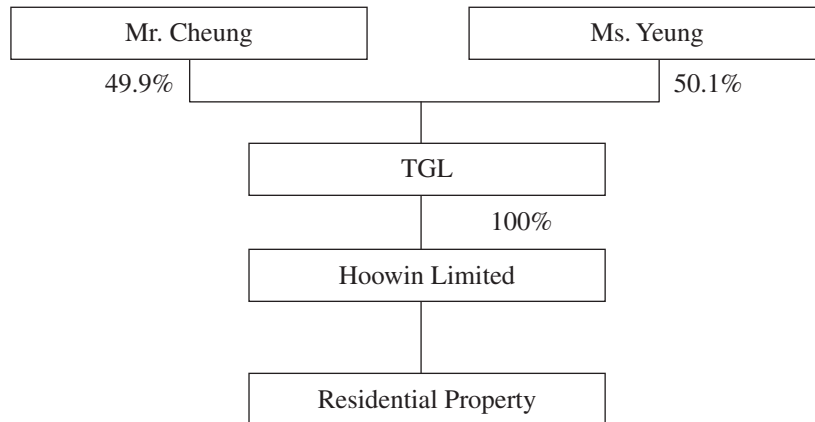 Mr. Cheung
Ms. Yeung
49.9%
50.1%
TGL
100%
Hoowin Limited
Residential Property